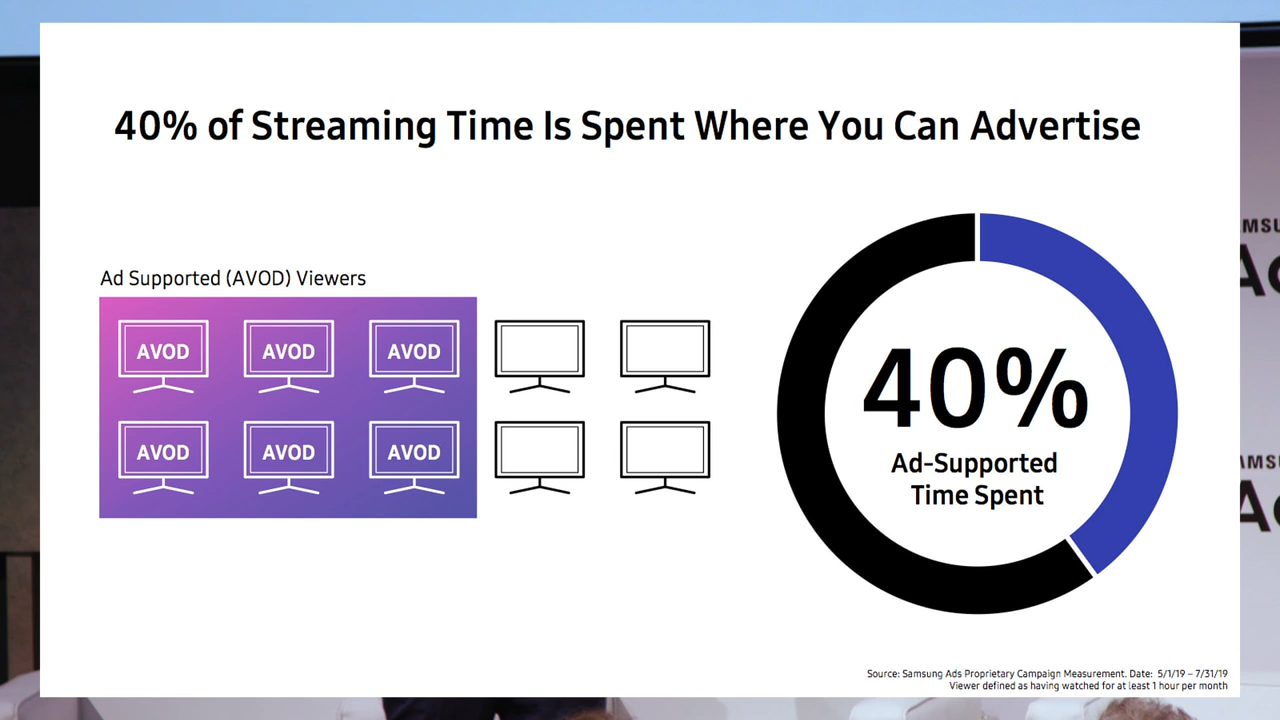 40% of Streaming Time Is Spent Where You Can Advertise
Ad Supported (AVOD) Viewers
AVOD AVOD AVOD
AVOD AVOD AVOD
40%
Ad-Supported
Time Spent
Source: Samsung Ads Proprietary Campaign Measurement. Date: 5/1/19 – 7/31/19
Viewer defined as having watched for at least 1 hour per month